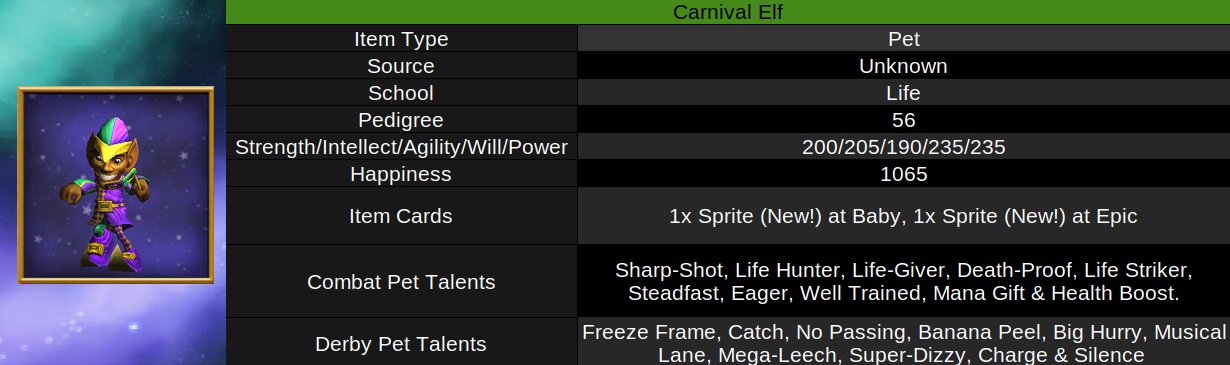 Carnival Elf
Item Type Pet
Source Unknown
School Life
Pedigree 56
Strength/Intellect/Agility/Will/Power 200/205/190/235/235
Happiness 1065
Item Cards 1x Sprite (New!) at Baby, 1x Sprite (New!) at Epic
Combat Pet Talents
Sharp-Shot, Life Hunter, Life-Giver, Death-Proof, Life Striker,
Steadfast, Eager, Well Trained, Mana Gift & Health Boost.
Derby Pet Talents
Freeze Frame, Catch, No Passing, Banana Peel, Big Hurry, Musical
Lane, Mega-Leech, Super-Dizzy, Charge & Silence